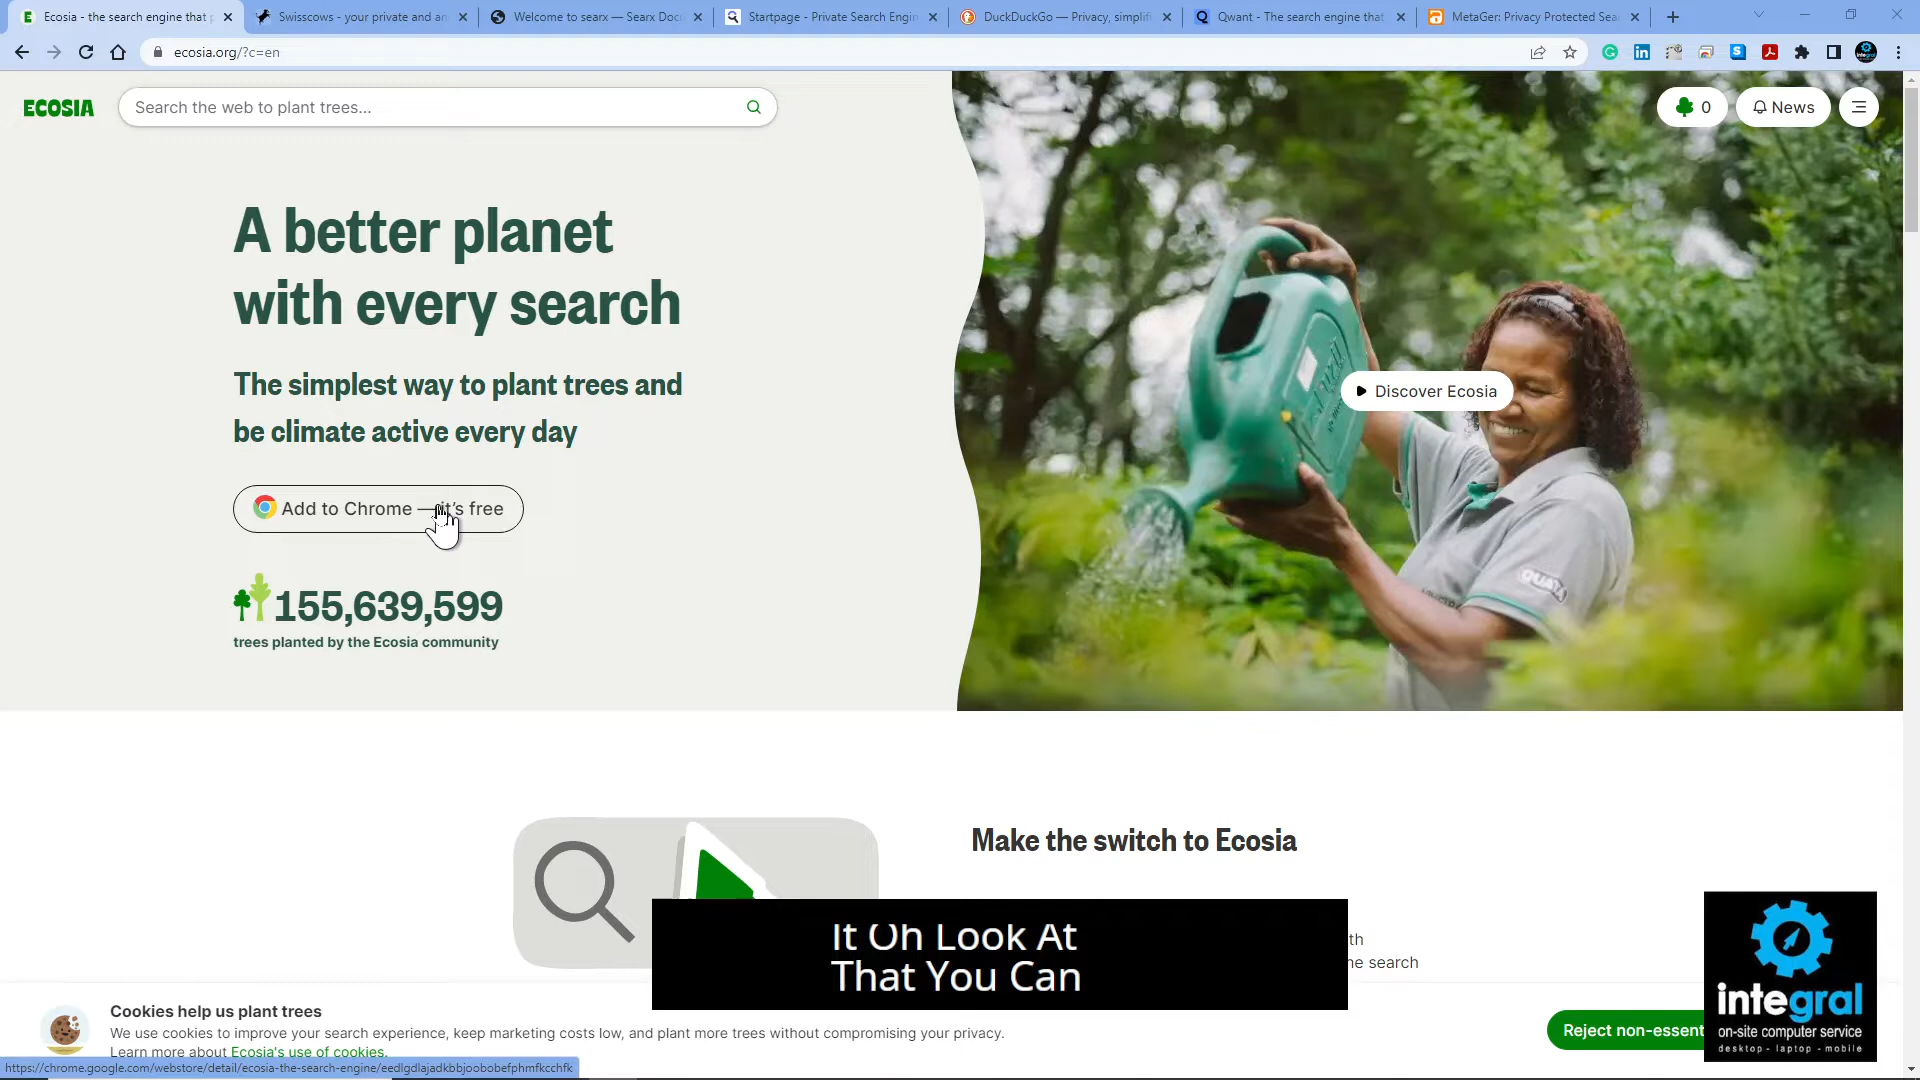 Ecosia - the search engine that p
Swisscows - your private and an
Welcome to searx — Searx Doc
Startpage - Private Search Engin
DuckDuckGo — Privacy, simplifi
Qwant - The search engine that
MetaGer: Privacy Protected Sea
ecosia.org/?c=en
ECOSIA
Search the web to plant trees...
0
News
A better planet
with every search
The simplest way to plant trees and
be climate active every day
Add to Chrome — it's free
Discover Ecosia
155,639,599
trees planted by the Ecosia community
Make the switch to Ecosia
th
he search
It Oh Look At
That You Can
Cookies help us plant trees
We use cookies to improve your search experience, keep marketing costs low, and plant more trees without compromising your privacy.
Learn more about Ecosia's use of cookies.
Reject non-essent
integral
on-site computer service
desktop - laptop - mobile
https://chrome.google.com/webstore/detail/ecosia-the-search-engine/eedlgdlajadkbbjoobobefphmfkcchfk